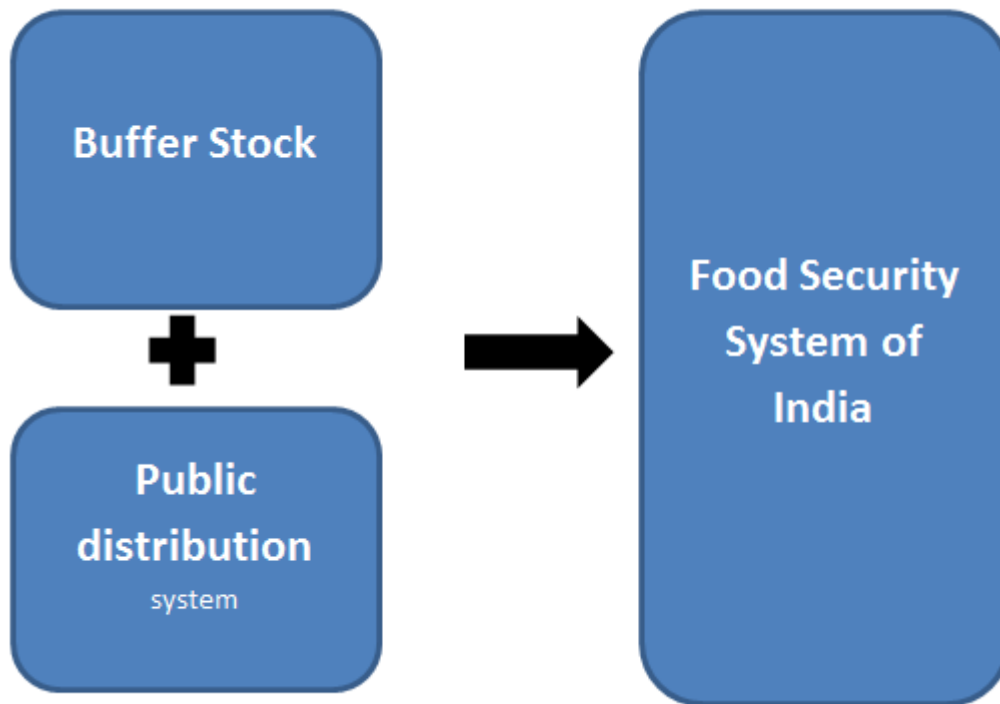 Buffer Stock
Public
distribution
system
Food Security
System of
India